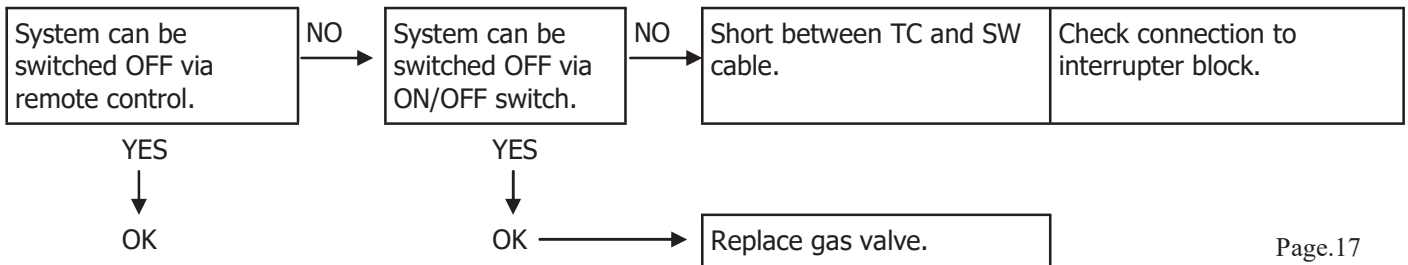 System can be
switched OFF via
remote control.
NO
System can be
switched OFF via
ON/OFF switch.
NO
Short between TC and SW
cable.
Check connection to
interrupter block.
YES
YES
OK
OK
Replace gas valve.
Page.17